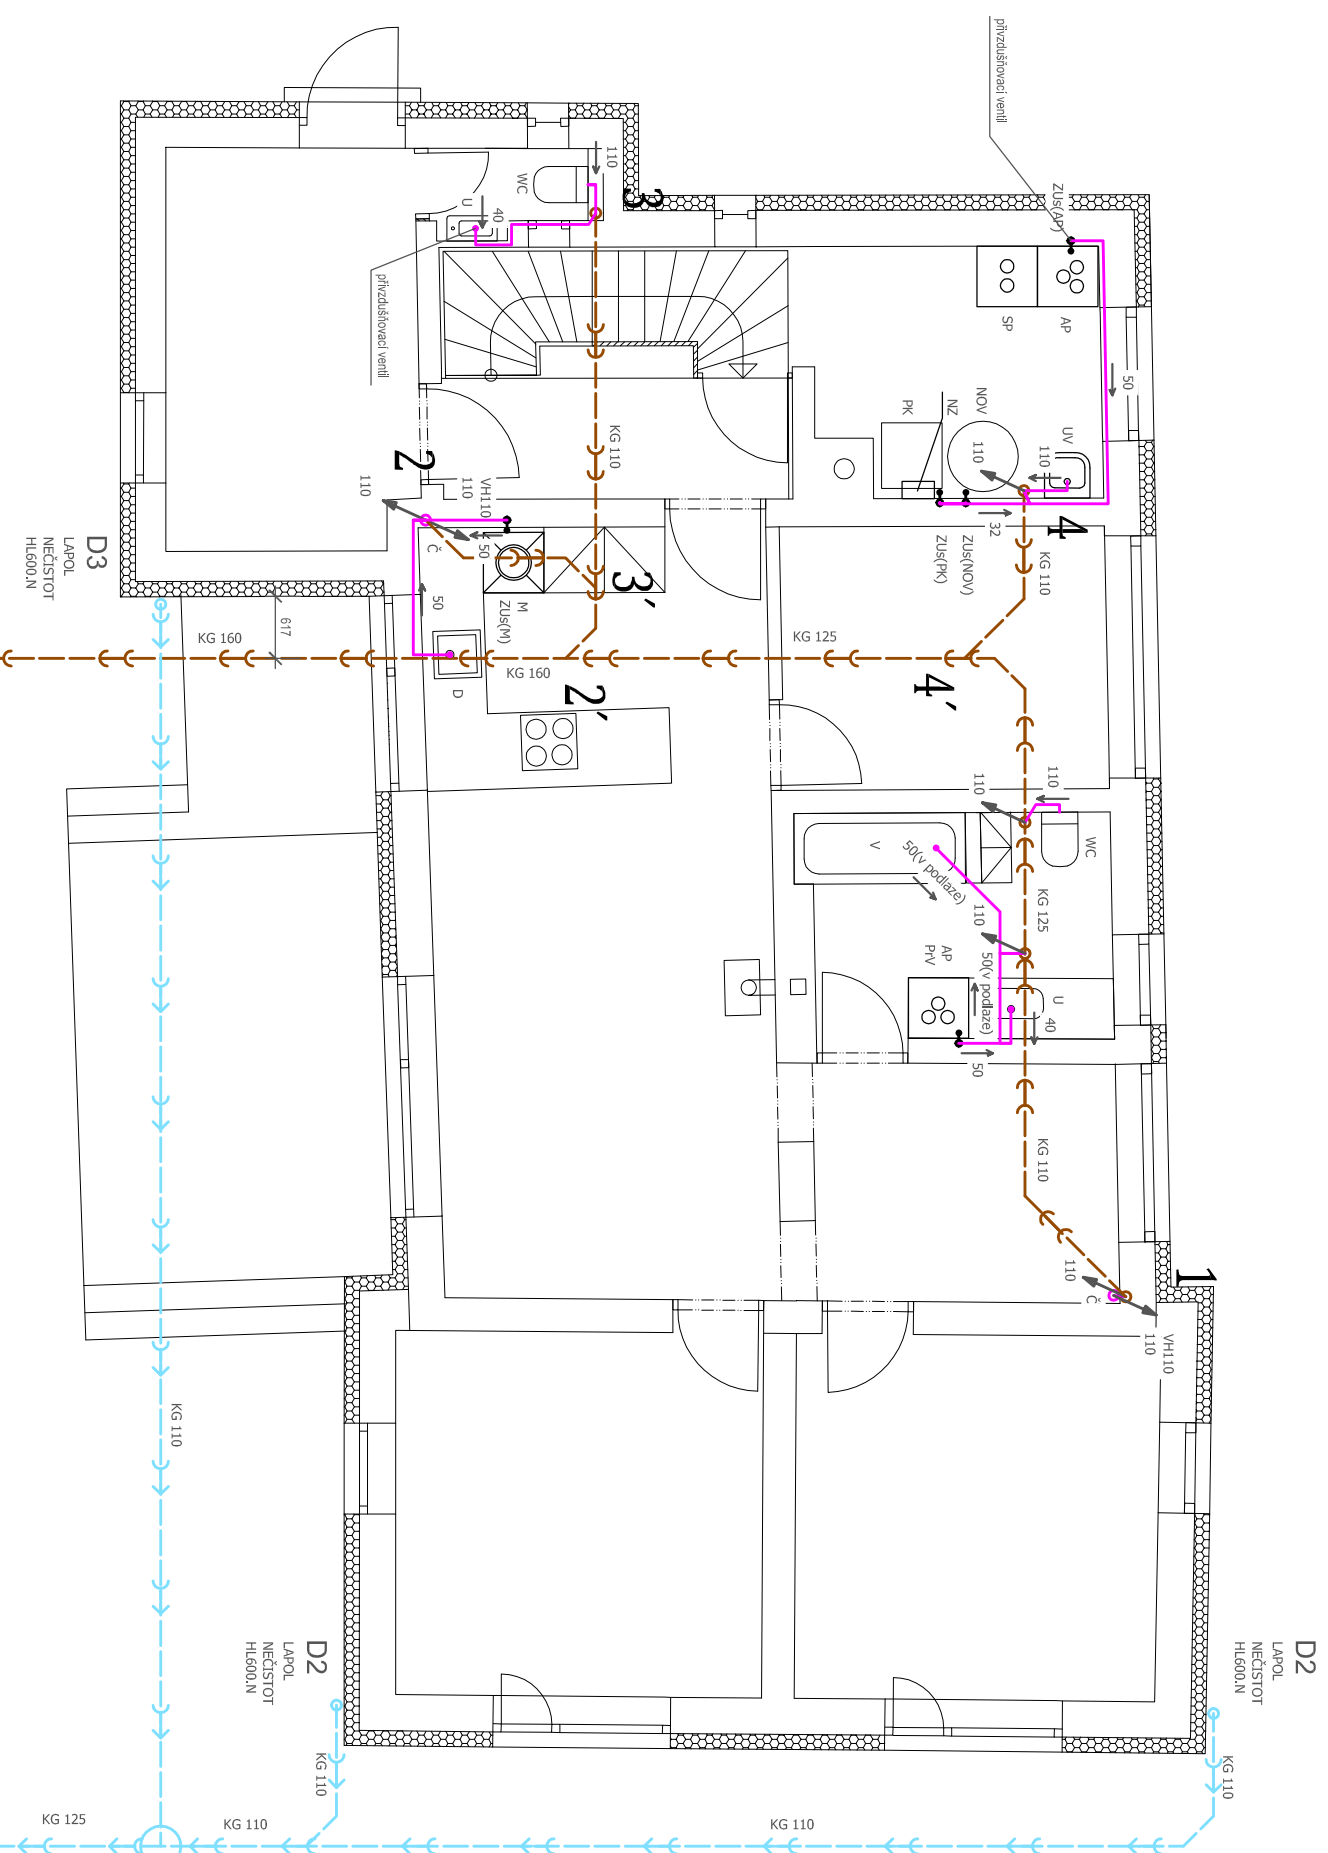 přivzdušňovací ventil
110
3
WC
U
40
přivzdušňovací ventil
ZUs(AP)
SP
AP
50
NOV
NZ
PK
UV
110
110
KG 110
2
110
VH110
110
50
Č
50
M
ZUs(M)
3'
32
ZUs(NOV)
ZUs(PK)
4
KG 110
D3
LAPOL
NEČISTOT
HL600.N
617
KG 160
KG 160
KG 125
D
2'
4'
110
110
WC
V
50(v podlaze)
KG 125
110
AP
PrV
50(v podlaze)
U
40
50
KG 110
1
110
Č
VH110
110
KG 110
D2
LAPOL
NEČISTOT
HL600.N
D2
LAPOL
NEČISTOT
HL600.N
KG 110
KG 110
KG 125
KG 110
KG 110